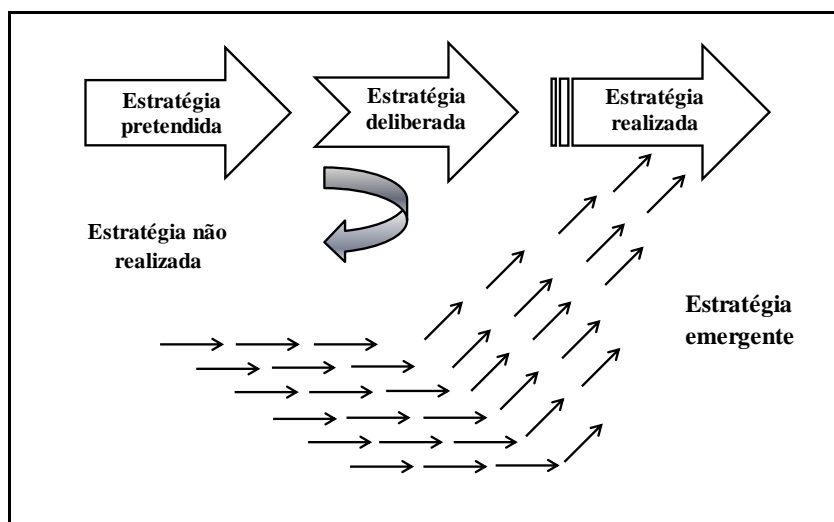 Estratégia
pretendida
Estratégia
deliberada
Estratégia
realizada
Estratégia não
realizada
Estratégia
emergente